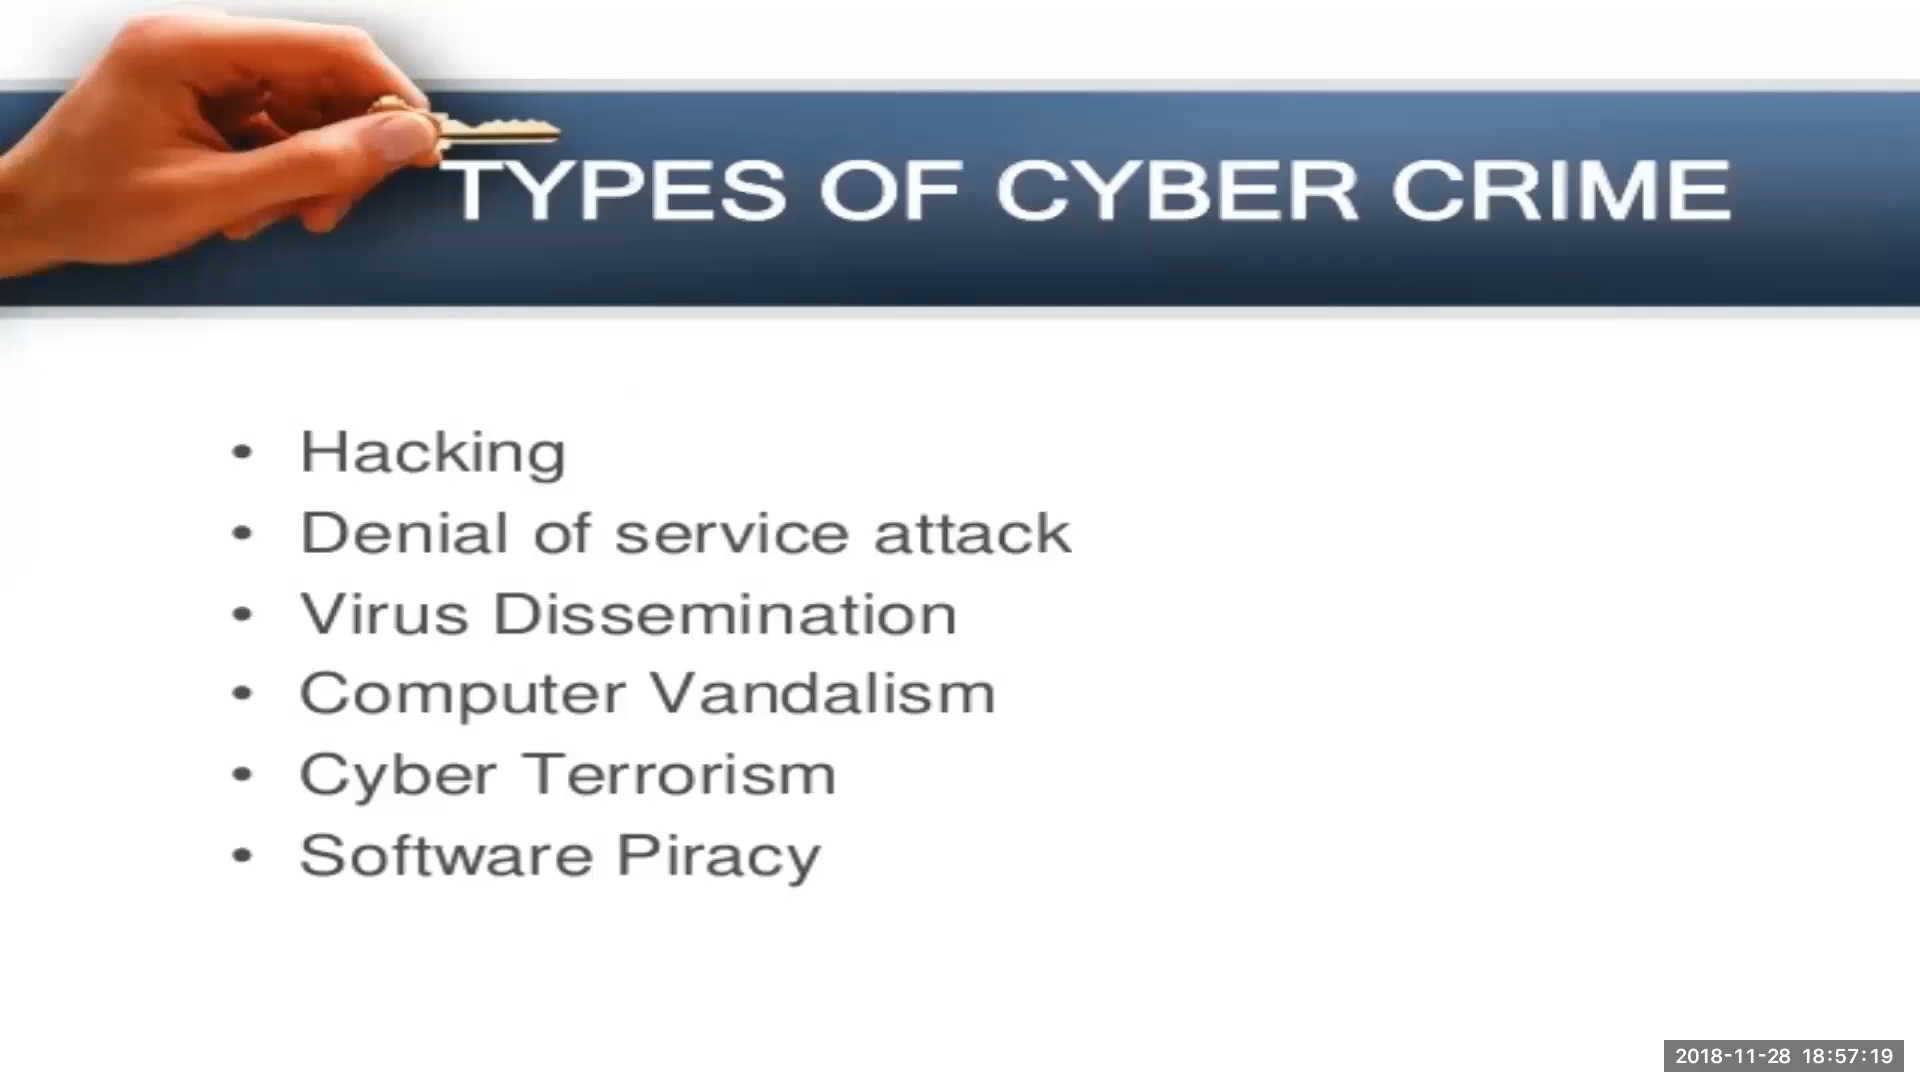 TYPES OF CYBER CRIME
• Hacking
• Denial of service attack
• Virus Dissemination
• Computer Vandalism
• Cyber Terrorism
• Software Piracy
2018-11-28 18:57:19